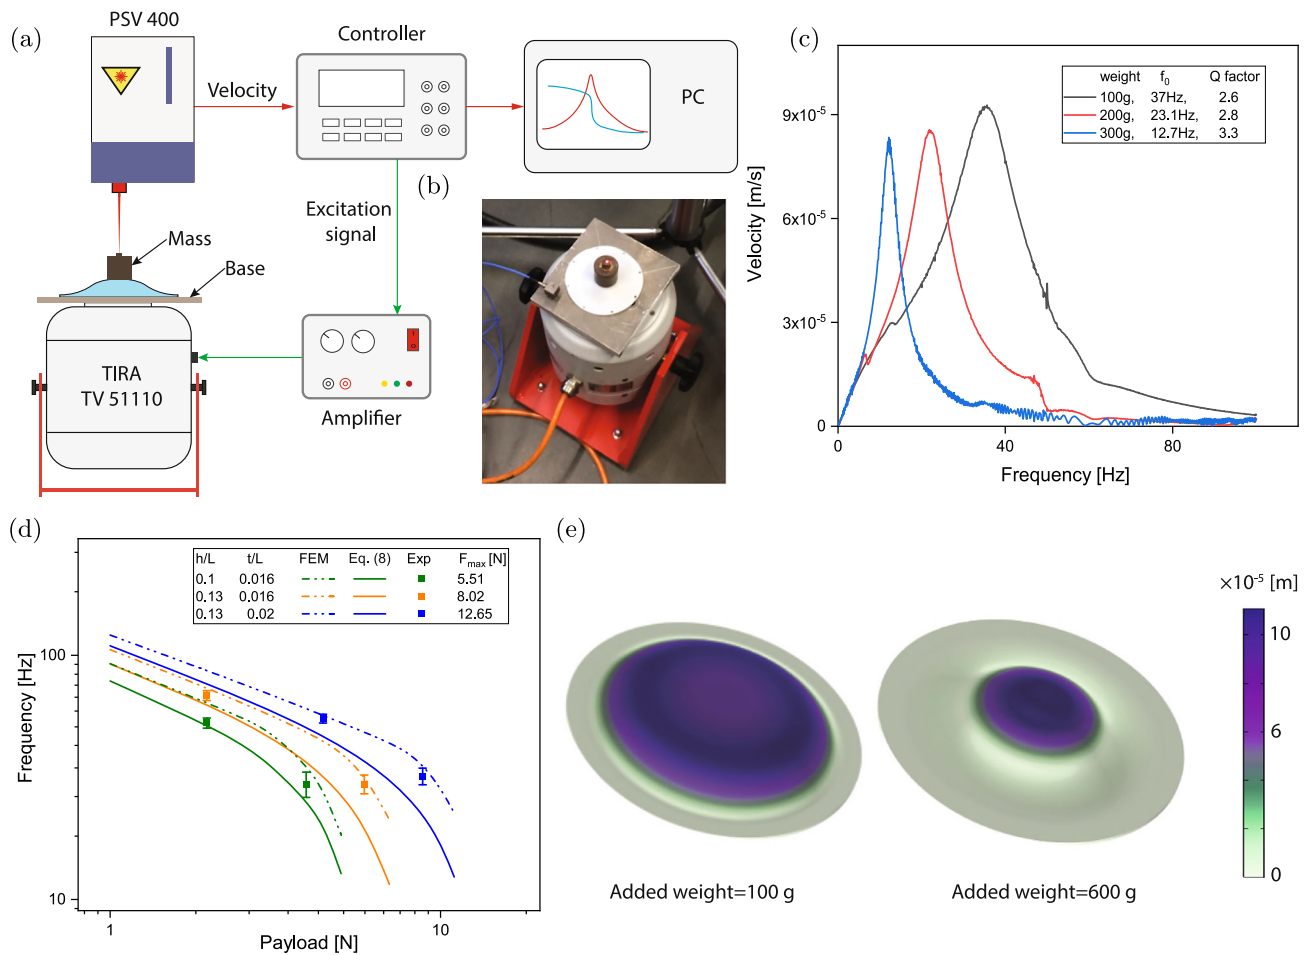 (a)
PSV 400
Velocity
Controller
PC
Excitation
signal
Mass
Base
TIRA
TV 51110
Amplifier
(b)
(c)
weight f₀ Q factor
100g, 37Hz, 2.6
200g, 23.1Hz, 2.8
300g, 12.7Hz, 3.3
Velocity [m/s]
9x10⁻⁵
6x10⁻⁵
3x10⁻⁵
0
0 40 80
Frequency [Hz]
(d)
h/L t/L FEM Eq. (8) Exp F_max [N]
0.1 0.016 5.51
0.13 0.016 8.02
0.13 0.02 12.65
Frequency [Hz]
100
10
1 10
Payload [N]
(e)
×10⁻⁵ [m]
10
6
0
Added weight=100 g
Added weight=600 g